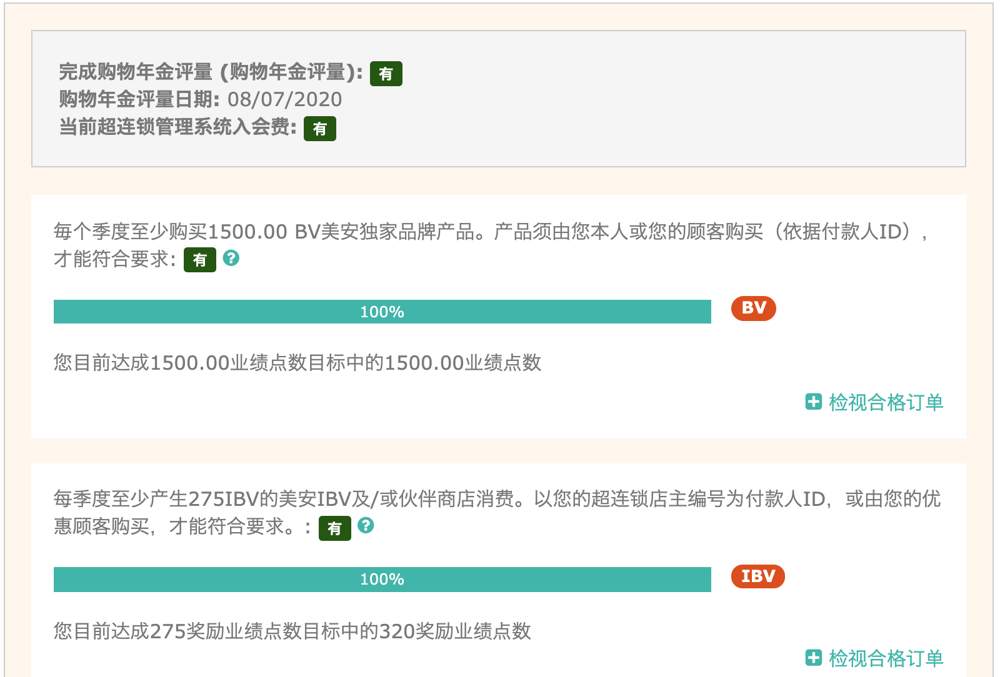 完成购物年金评量 (购物年金评量): 有
购物年金评量日期: 08/07/2020
当前超连锁管理系统入会费: 有
每个季度至少购买1500.00 BV美安独家品牌产品。产品须由您本人或您的顾客购买（依据付款人ID），
才能符合要求: 有 ?
100% BV
您目前达成1500.00业绩点数目标中的1500.00业绩点数
检视合格订单
每季度至少产生275IBV的美安IBV及/或伙伴商店消费。以您的超连锁店主编号为付款人ID，或由您的优
惠顾客购买，才能符合要求。: 有 ?
100% IBV
您目前达成275奖励业绩点数目标中的320奖励业绩点数
检视合格订单